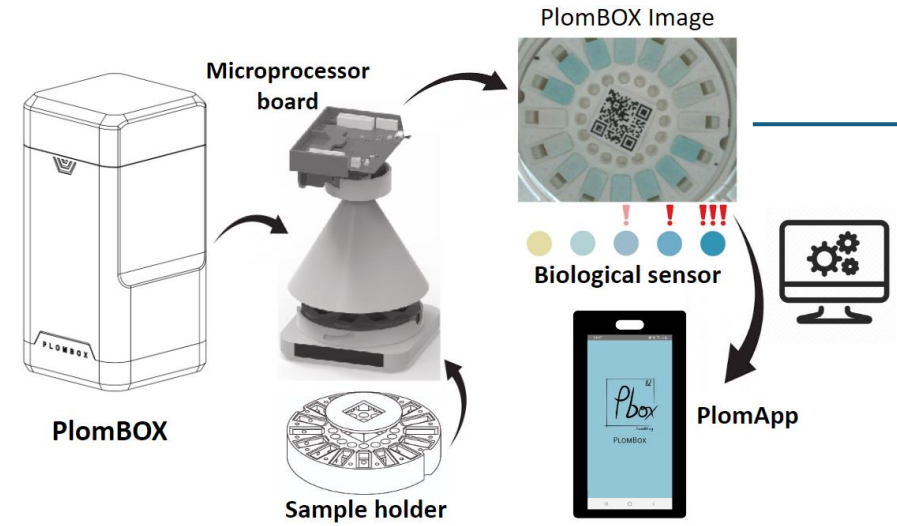 PlomBOX Image
Microprocessor
board
! ! !!!
Biological sensor
PLOMBOX
Pbox
PLOMBOX
PlomApp
PlomBOX
Sample holder